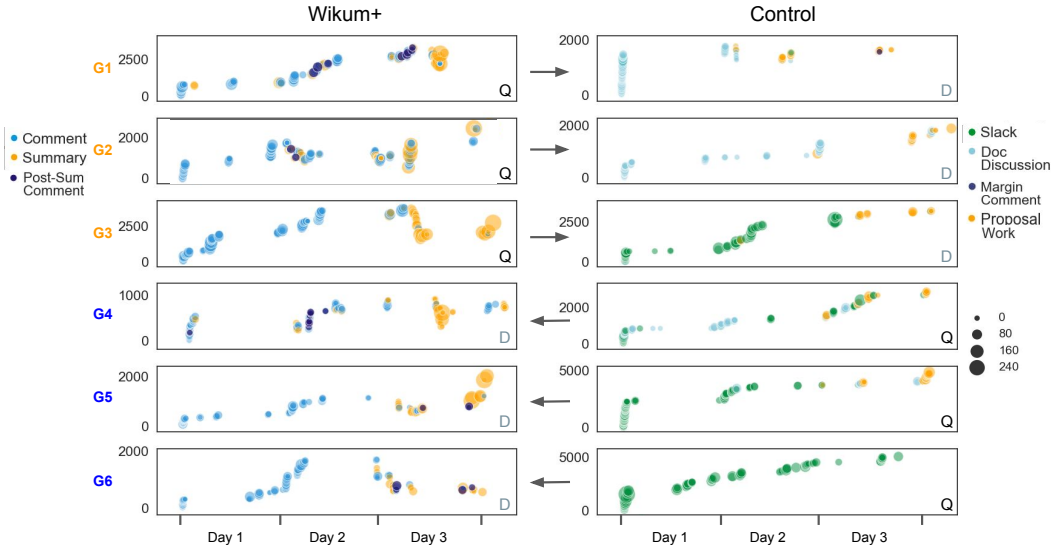 Wikum+ Control
G1 2500 0 Q 2000 0 D
Comment
Summary
Post-Sum
Comment
G2 2000 0 Q 2000 0 D
Slack
Doc
Discussion
Margin
Comment
Proposal
Work
G3 2500 0 Q 2500 0 D
G4 1000 0 D 2000 0 Q
0
80
160
240
G5 2000 0 D 5000 0 Q
G6 2000 0 D 5000 0 Q
Day 1 Day 2 Day 3 Day 1 Day 2 Day 3